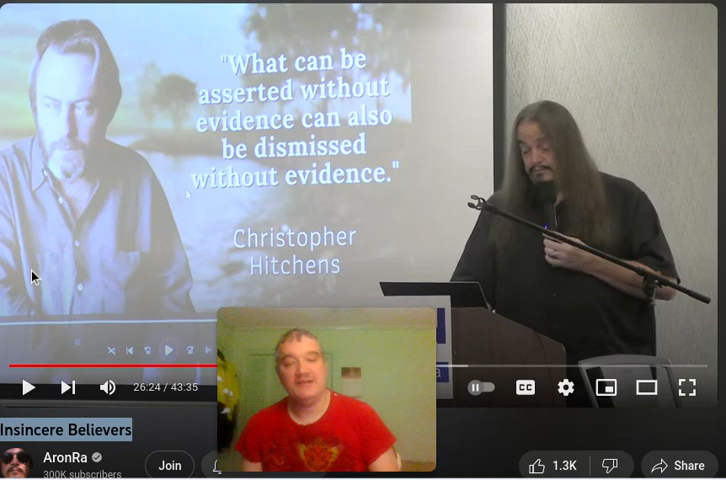 "What can be
asserted without
evidence can also
be dismissed
without evidence."
Christopher
Hitchens
a
26:24 / 43:35
CC
Insincere Believers
AronRa
300K subscribers
Join
1.3K
Share